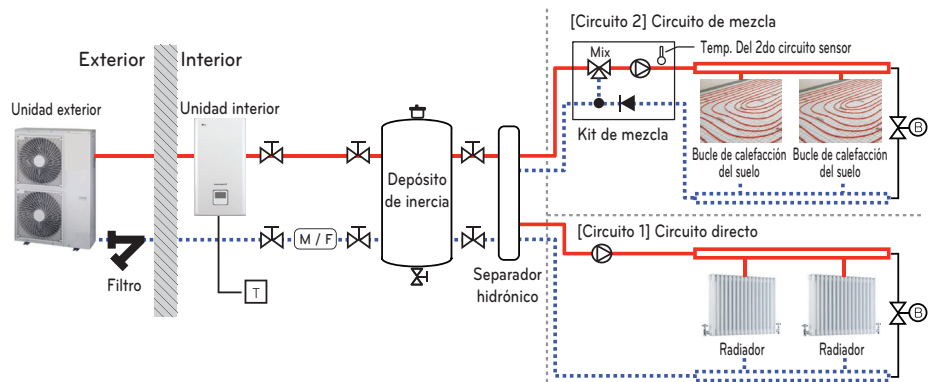 [Circuito 2] Circuito de mezcla
Mix
Temp. Del 2do circuito sensor
Exterior
Interior
Unidad exterior
Unidad interior
Kit de mezcla
B
Bucle de calefacción
del suelo
Bucle de calefacción
del suelo
Depósito
de inercia
M / F
Filtro
T
Separador
hidrónico
[Circuito 1] Circuito directo
B
Radiador
Radiador